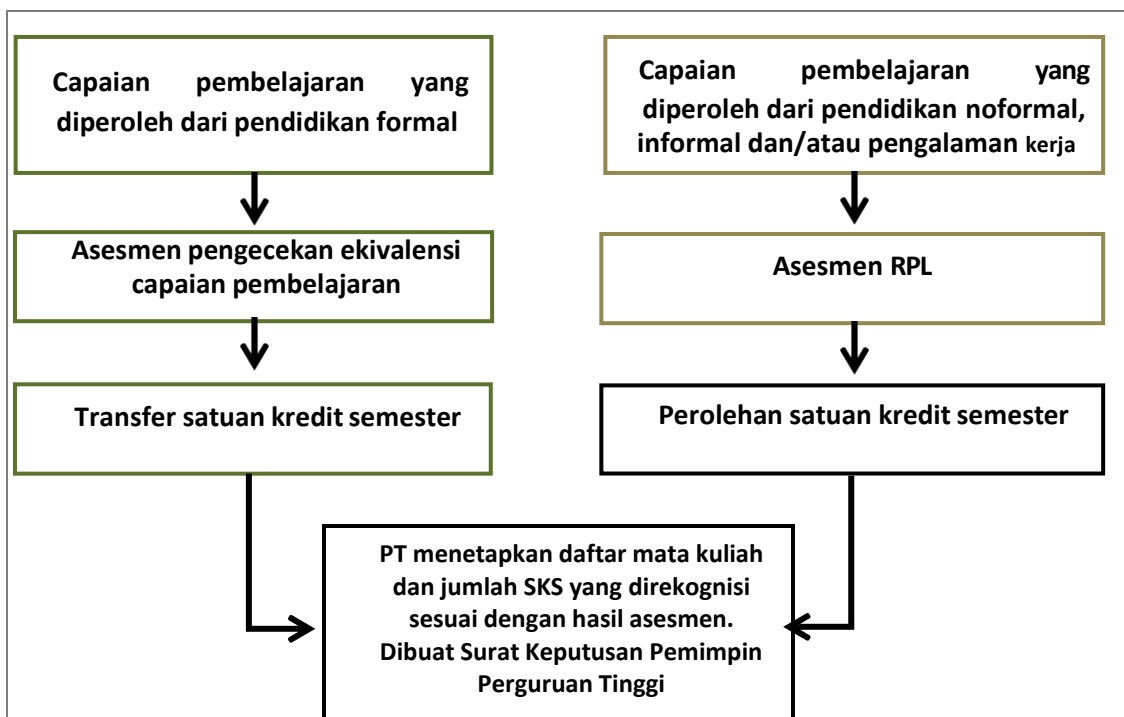 Capaian pembelajaran yang
diperoleh dari pendidikan formal
Asesmen pengecekan ekivalensi
capaian pembelajaran
Transfer satuan kredit semester
Capaian pembelajaran yang
diperoleh dari pendidikan noformal,
informal dan/atau pengalaman kerja
Asesmen RPL
Perolehan satuan kredit semester
PT menetapkan daftar mata kuliah
dan jumlah SKS yang direkognisi
sesuai dengan hasil asesmen.
Dibuat Surat Keputusan Pemimpin
Perguruan Tinggi